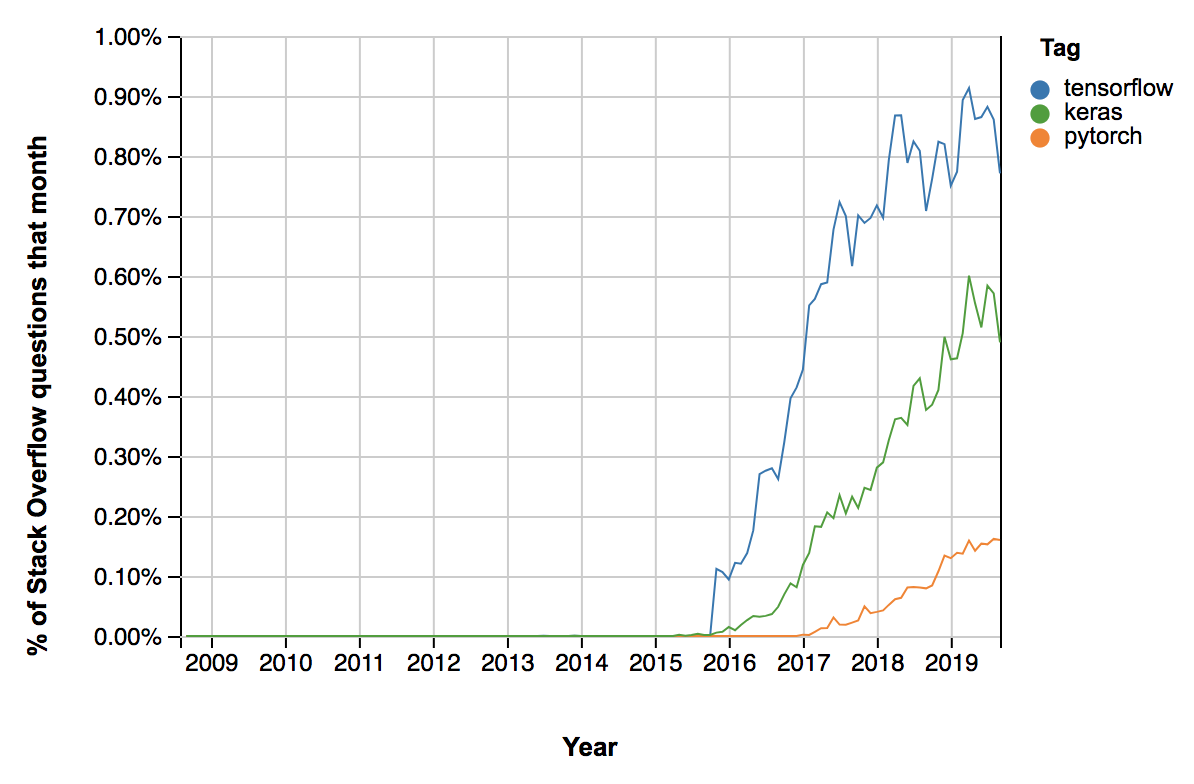 1.00%
0.90%
0.80%
0.70%
0.60%
0.50%
0.40%
0.30%
0.20%
0.10%
0.00%
% of Stack Overflow questions that month
2009 2010 2011 2012 2013 2014 2015 2016 2017 2018 2019
Year
Tag
tensorflow
keras
pytorch